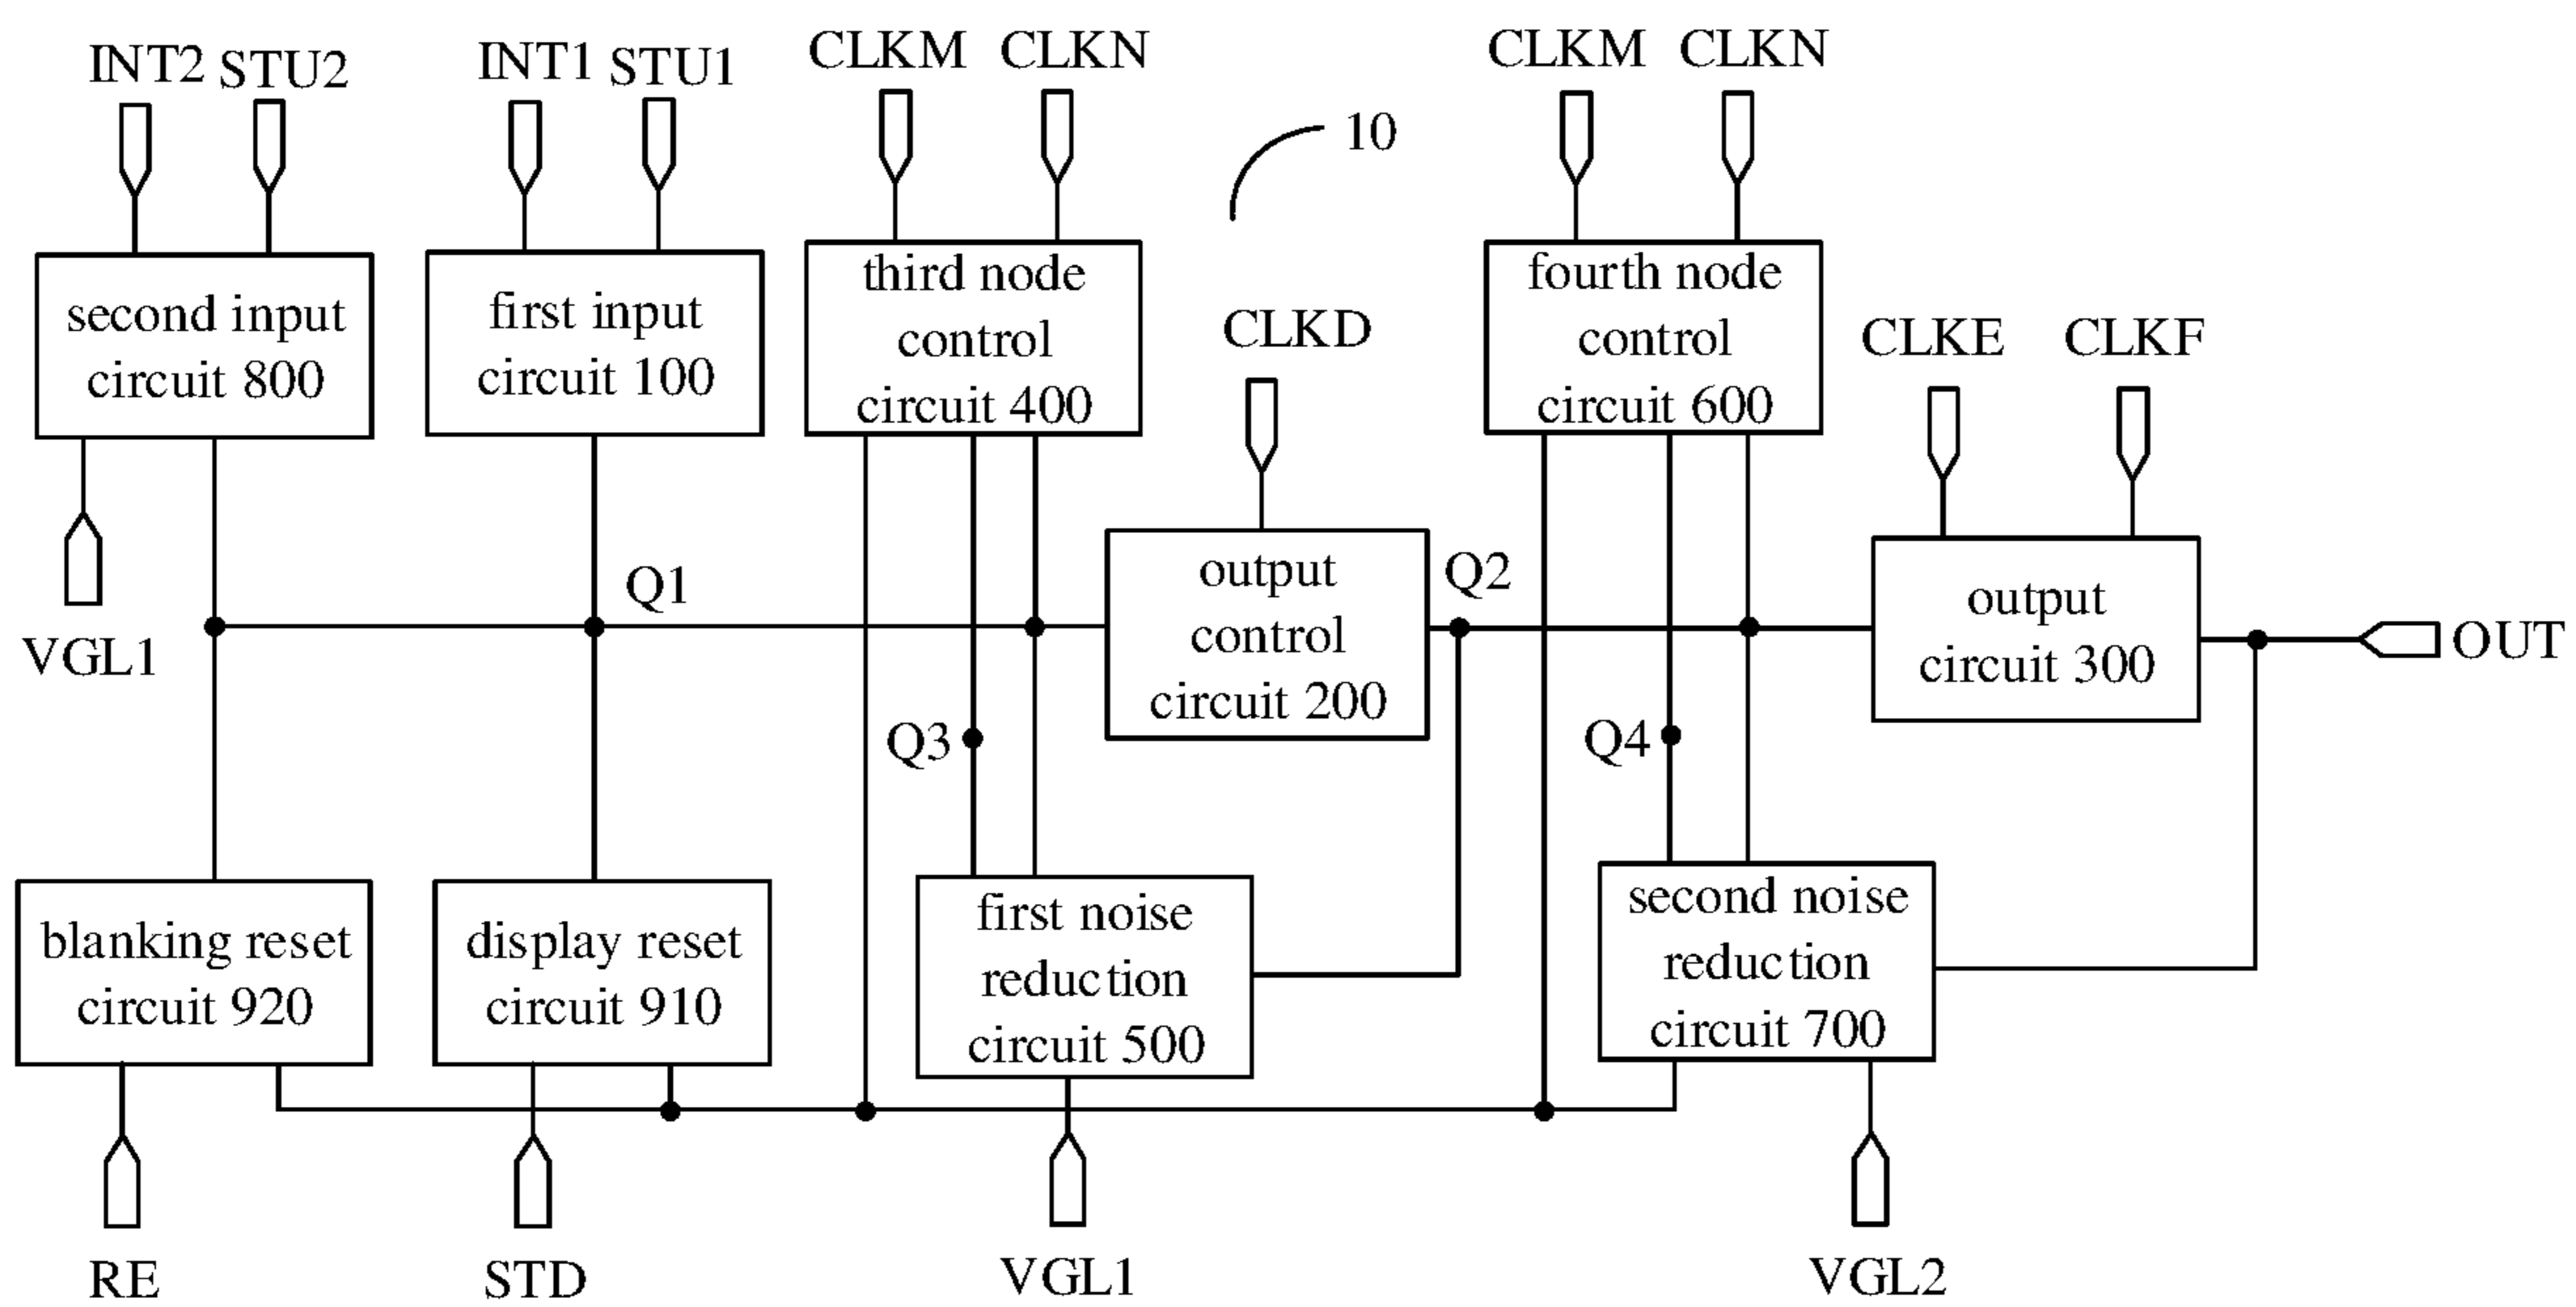 INT2 STU2
INT1 STU1
CLKM CLKN
CLKM CLKN
10
second input
circuit 800
first input
circuit 100
third node
control
circuit 400
CLKD
fourth node
control
circuit 600
CLKE
CLKF
VGL1
Q1
output
control
circuit 200
Q2
output
circuit 300
OUT
Q3
Q4
blanking reset
circuit 920
display reset
circuit 910
first noise
reduction
circuit 500
second noise
reduction
circuit 700
RE
STD
VGL1
VGL2